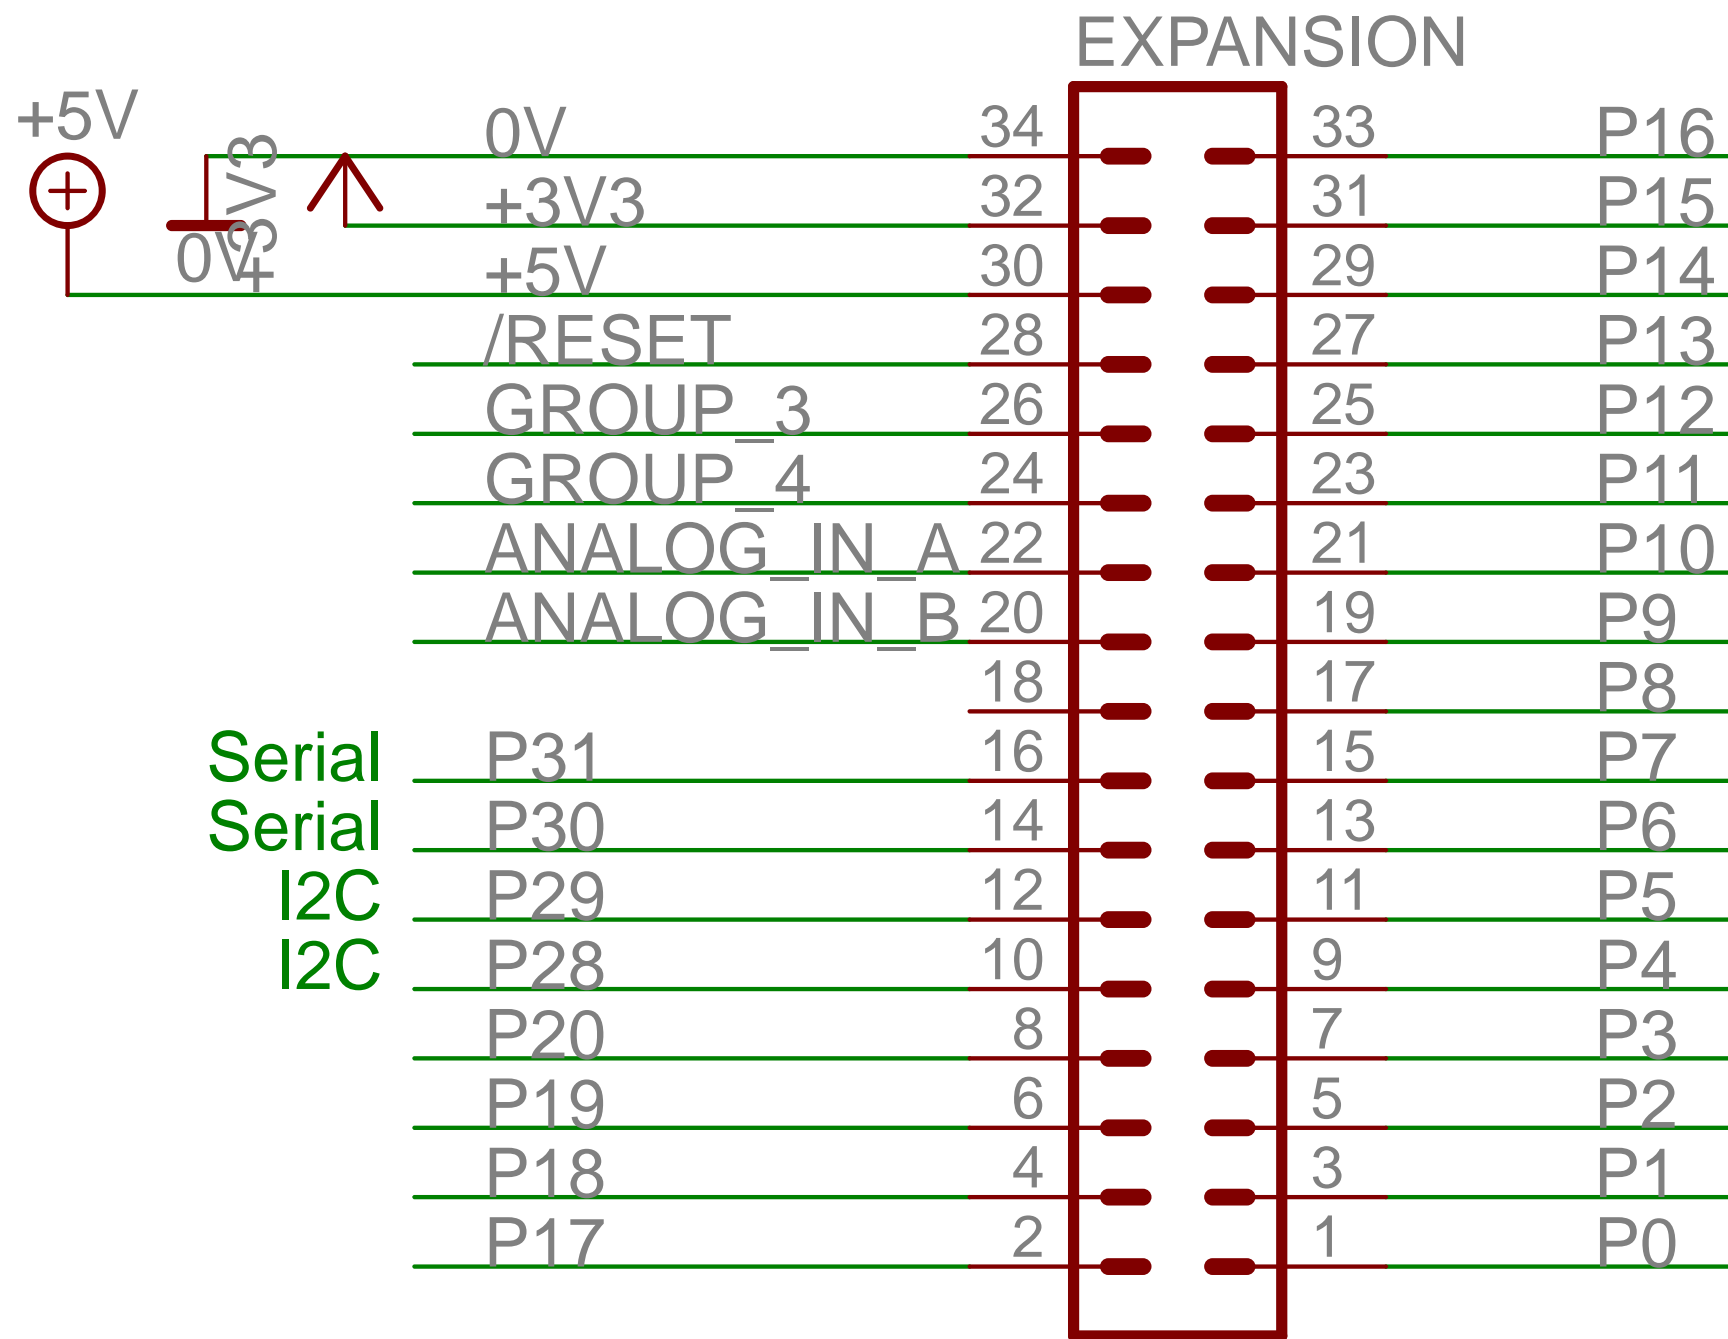 EXPANSION
+5V
+3V3
0V
0V 34 33 P16
+3V3 32 31 P15
+5V 30 29 P14
/RESET 28 27 P13
GROUP_3 26 25 P12
GROUP_4 24 23 P11
ANALOG_IN_A 22 21 P10
ANALOG_IN_B 20 19 P9
18 17 P8
Serial P31 16 15 P7
Serial P30 14 13 P6
I2C P29 12 11 P5
I2C P28 10 9 P4
P20 8 7 P3
P19 6 5 P2
P18 4 3 P1
P17 2 1 P0